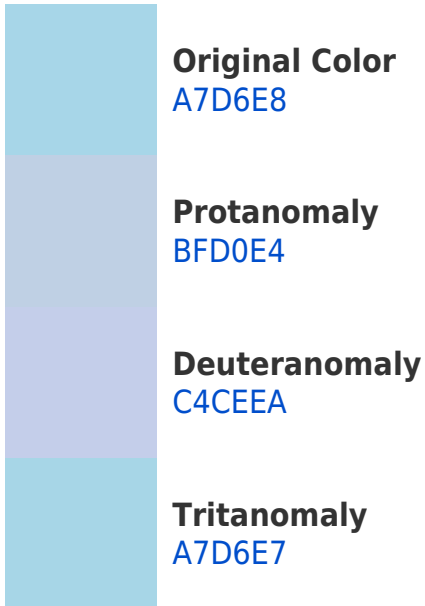 Original Color
A7D6E8
Protanomaly
BFD0E4
Deuteranomaly
C4CEEA
Tritanomaly
A7D6E7